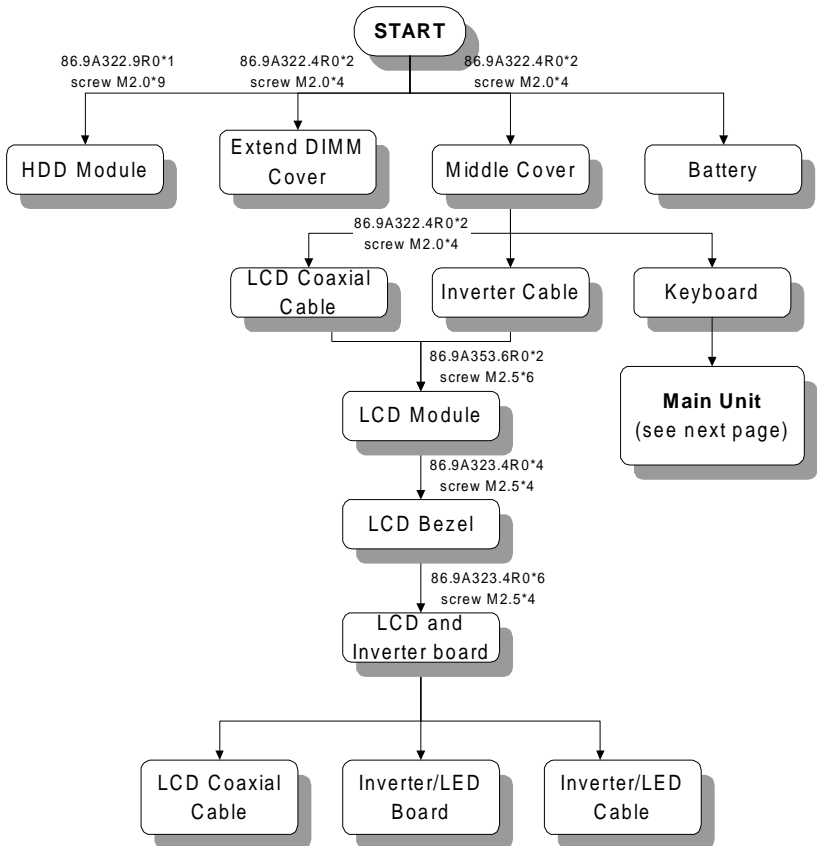 START
86.9A322.9R0*1
screw M2.0*9
86.9A322.4R0*2
screw M2.0*4
86.9A322.4R0*2
screw M2.0*4
HDD Module
Extend DIMM
Cover
Middle Cover
Battery
86.9A322.4R0*2
screw M2.0*4
LCD Coaxial
Cable
Inverter Cable
Keyboard
86.9A353.6R0*2
screw M2.5*6
LCD Module
Main Unit
(see next page)
86.9A323.4R0*4
screw M2.5*4
LCD Bezel
86.9A323.4R0*6
screw M2.5*4
LCD and
Inverter board
LCD Coaxial
Cable
Inverter/LED
Board
Inverter/LED
Cable